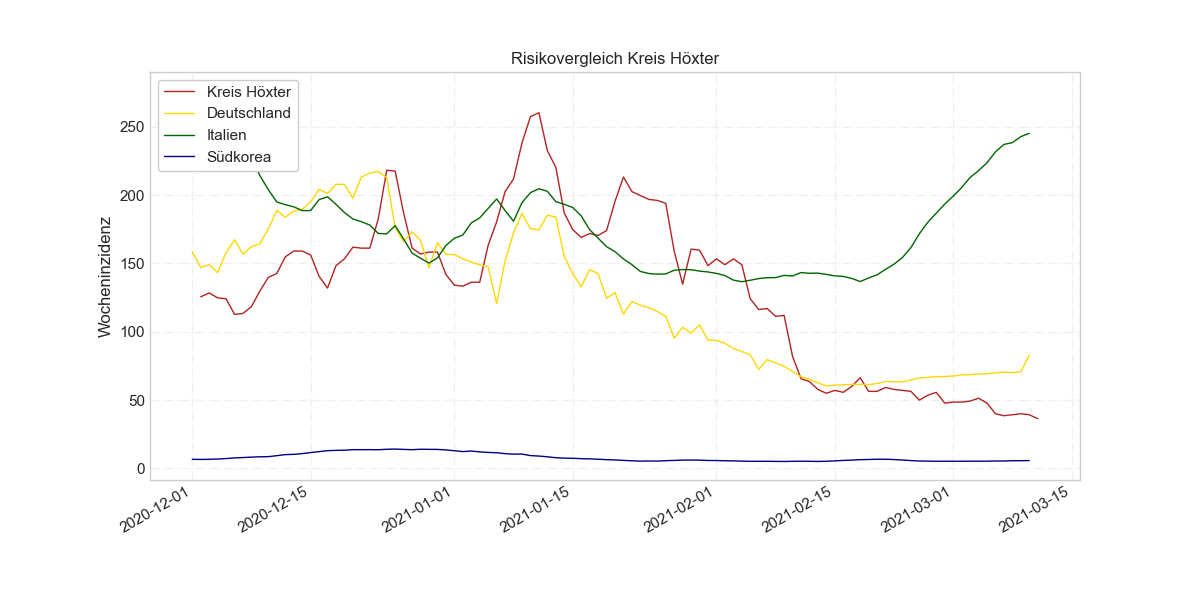 Risikovergleich Kreis Höxter
Kreis Höxter
Deutschland
Italien
Südkorea
Wocheninzidenz
250
200
150
100
50
0
2020-12-01
2020-12-15
2021-01-01
2021-01-15
2021-02-01
2021-02-15
2021-03-01
2021-03-15